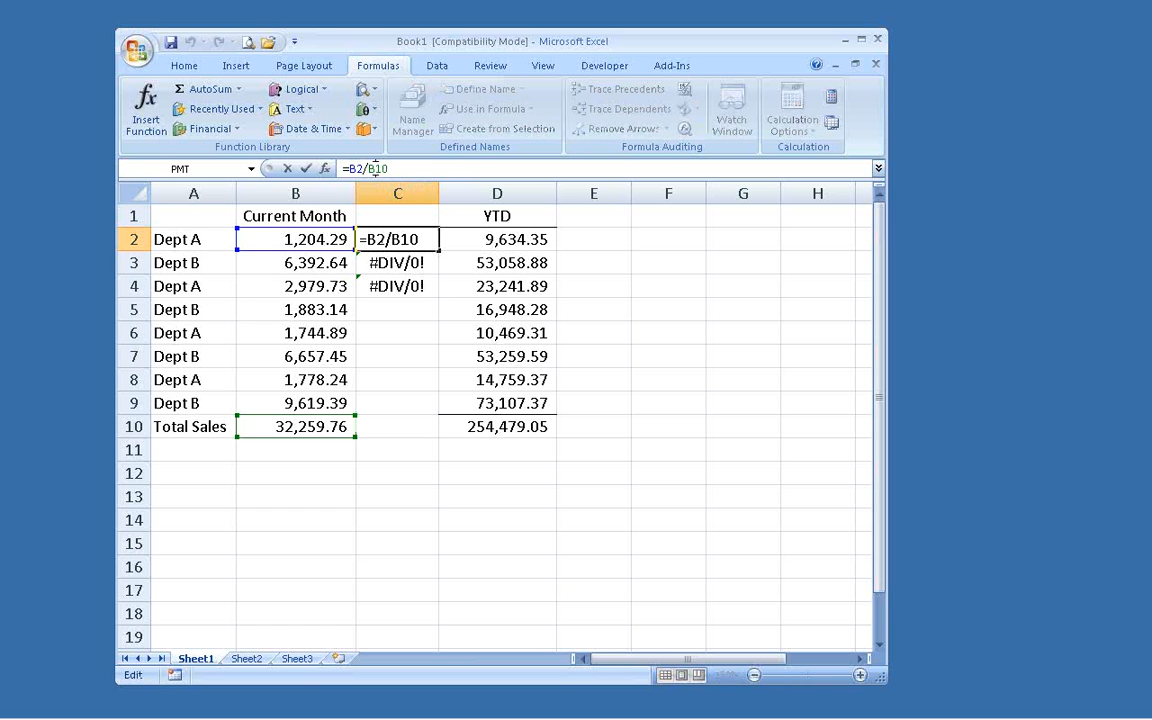 Book1 [Compatibility Mode] - Microsoft Excel
Home Insert Page Layout Formulas Data Review View Developer Add-Ins
fx Σ AutoSum Logical Define Name Trace Precedents
Recently Used A Text Use in Formula Trace Dependents
Insert Function Financial Date & Time Name Manager Create from Selection Remove Arrows Watch Window Calculation Options
Function Library Defined Names Formula Auditing Calculation
PMT fx =B2/B10
A B C D E F G H
1 Current Month YTD
2 Dept A 1,204.29 =B2/B10 9,634.35
3 Dept B 6,392.64 #DIV/0! 53,058.88
4 Dept A 2,979.73 #DIV/0! 23,241.89
5 Dept B 1,883.14 16,948.28
6 Dept A 1,744.89 10,469.31
7 Dept B 6,657.45 53,259.59
8 Dept A 1,778.24 14,759.37
9 Dept B 9,619.39 73,107.37
10 Total Sales 32,259.76 254,479.05
11
12
13
14
15
16
17
18
19
Sheet1 Sheet2 Sheet3
Edit